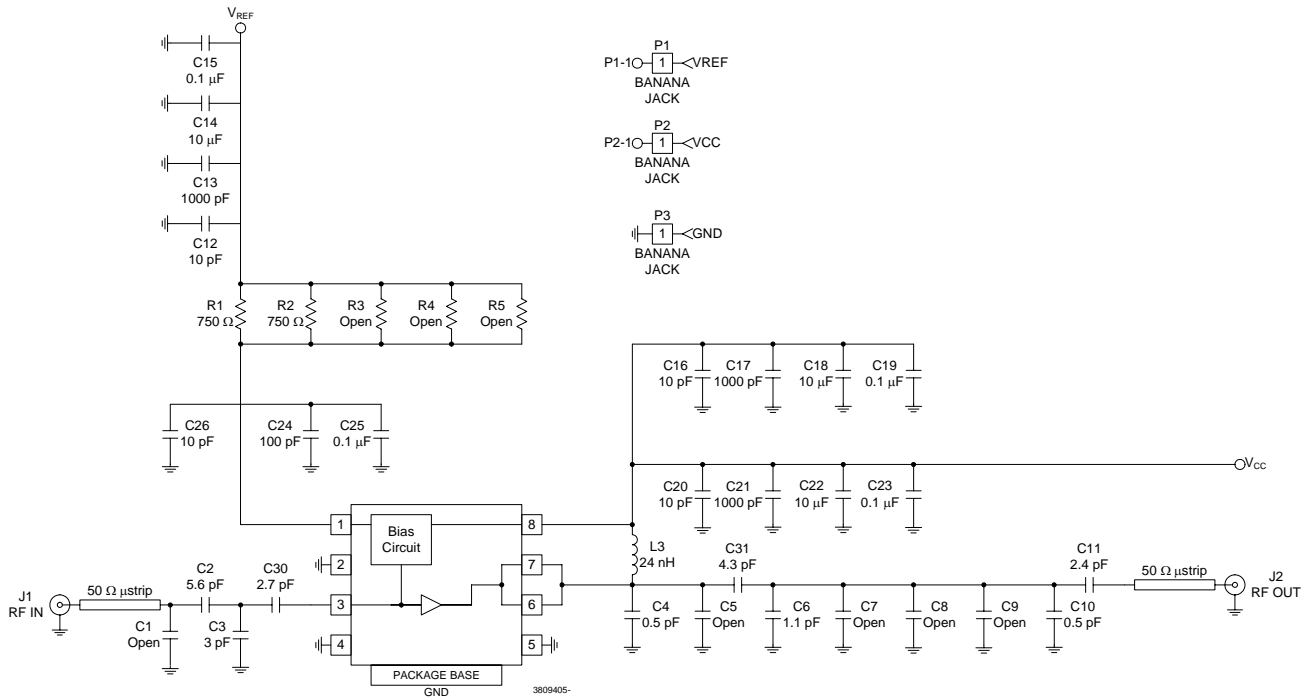 V_REF
C15
0.1 µF
C14
10 µF
C13
1000 pF
C12
10 pF
P1
P1-1
1
VREF
BANANA
JACK
P2
P2-1
1
VCC
BANANA
JACK
P3
1
GND
BANANA
JACK
R1
750 Ω
R2
750 Ω
R3
Open
R4
Open
R5
Open
C16
10 pF
C17
1000 pF
C18
10 µF
C19
0.1 µF
C26
10 pF
C24
100 pF
C25
0.1 µF
V_CC
C20
10 pF
C21
1000 pF
C22
10 µF
C23
0.1 µF
1
Bias
Circuit
8
2
7
3
6
4
5
PACKAGE BASE
GND
3809405-
L3
24 nH
J1
RF IN
50 Ω µstrip
C2
5.6 pF
C30
2.7 pF
C1
Open
C3
3 pF
C31
4.3 pF
C4
0.5 pF
C5
Open
C6
1.1 pF
C7
Open
C8
Open
C9
Open
C10
0.5 pF
C11
2.4 pF
50 Ω µstrip
J2
RF OUT